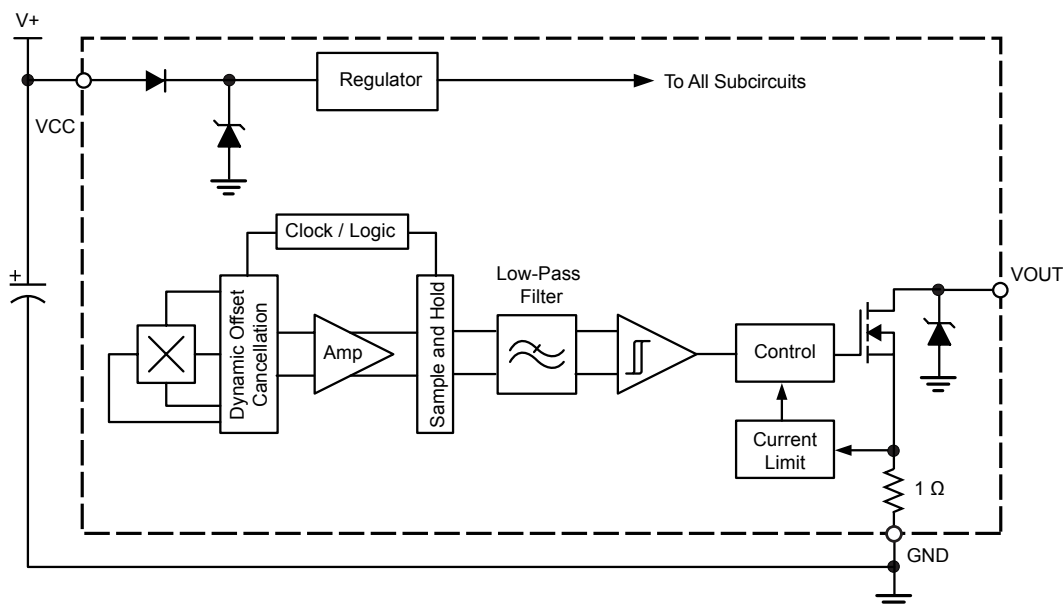 V+
VCC
Regulator
To All Subcircuits
Clock / Logic
Dynamic Offset
Cancellation
Amp
Sample and Hold
Low-Pass
Filter
Control
Current
Limit
VOUT
1 Ω
GND
+